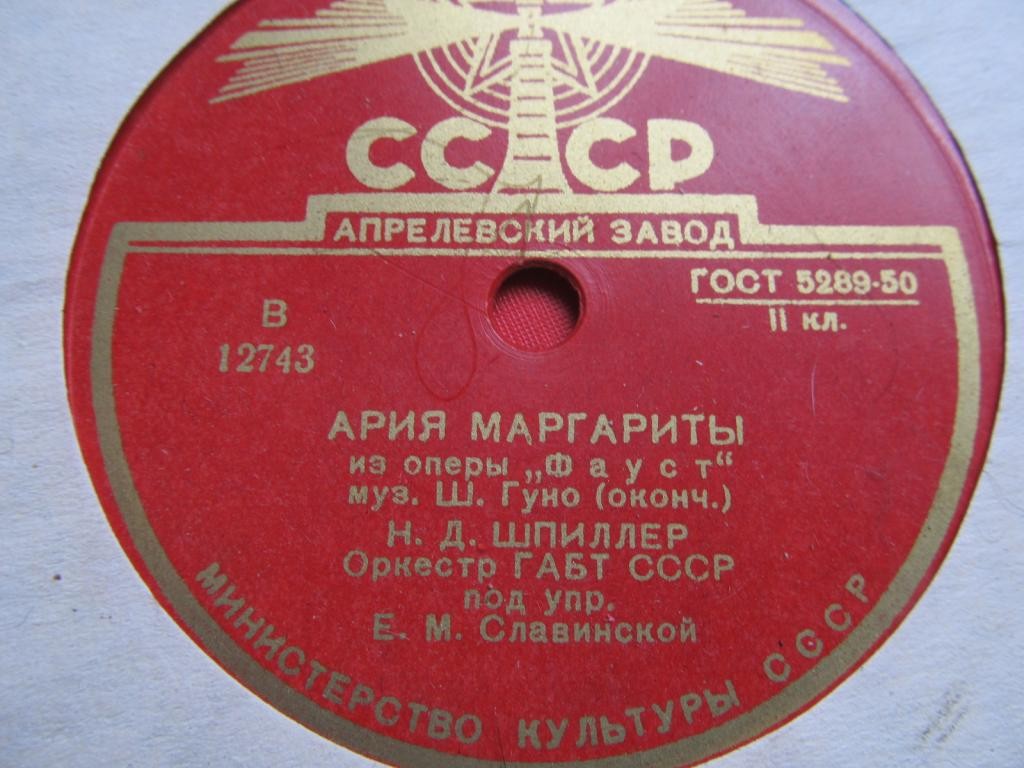 СССР
АПРЕЛЕВСКИЙ ЗАВОД
ГОСТ 5289-50
II кл.
В
12743
АРИЯ МАРГАРИТЫ
из оперы „Фауст“
муз. Ш. Гуно (оконч.)
Н. Д. ШПИЛЛЕР
Оркестр ГАБТ СССР
под упр.
Е. М. Славинской
МИНИСТЕРСТВО КУЛЬТУРЫ СССР